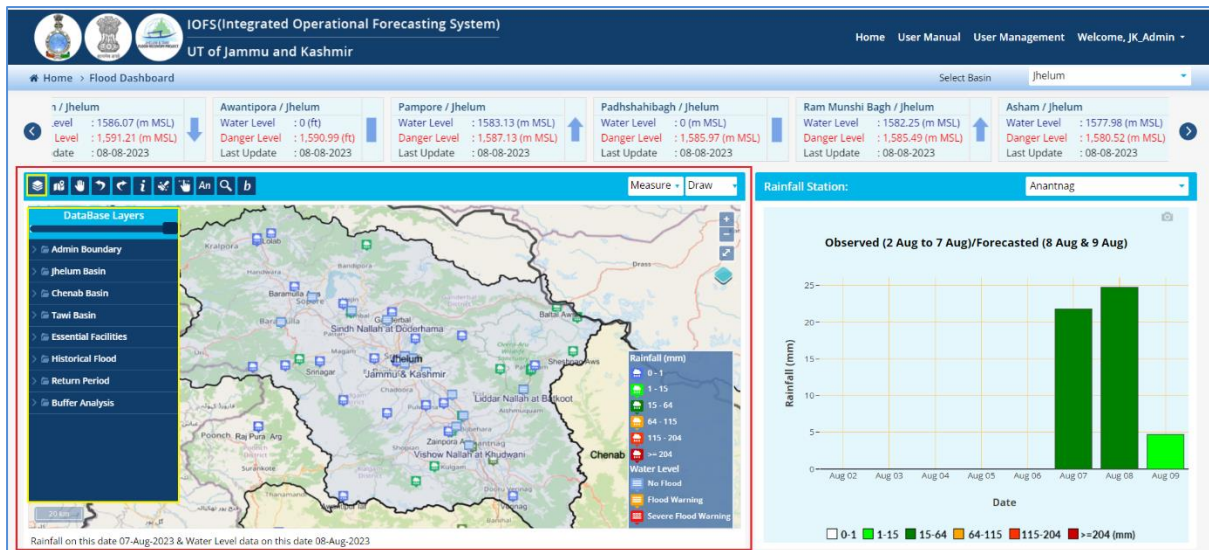 IOFS(Integrated Operational Forecasting System)
UT of Jammu and Kashmir
Home User Manual User Management Welcome, JK_Admin
Home > Flood Dashboard
Select Basin Jhelum
/ Jhelum
Level : 1586.07 (m MSL)
Level : 1,591.21 (m MSL)
date : 08-08-2023
Awantipora / Jhelum
Water Level : 0 (ft)
Danger Level : 1,590.99 (ft)
Last Update : 08-08-2023
Pampore / Jhelum
Water Level : 1583.13 (m MSL)
Danger Level : 1,587.13 (m MSL)
Last Update : 08-08-2023
Padhshahibagh / Jhelum
Water Level : 0 (m MSL)
Danger Level : 1,585.97 (m MSL)
Last Update : 08-08-2023
Ram Munshi Bagh / Jhelum
Water Level : 1582.25 (m MSL)
Danger Level : 1,585.49 (m MSL)
Last Update : 08-08-2023
Asham / Jhelum
Water Level : 1577.98 (m MSL)
Danger Level : 1,580.52 (m MSL)
Last Update : 08-08-2023
i An b
Measure Draw
DataBase Layers
Admin Boundary
Jhelum Basin
Chenab Basin
Tawi Basin
Essential Facilities
Historical Flood
Return Period
Buffer Analysis
Kralpora
Lolab
Handwara
Bandipora
Drass
Sopore
Baltal Aws
Sindh Nallah at Doderhama
Magam
Srinagar
Jhelum
Jammu & Kashmir
Sheshnag Aws
Chadoora
Liddar Nallah at Batkoot
Zainpora
Vishow Nallah at Khudwani
Kulgam
Poonch
Raj Pura
Surankote
Thanamandi
Chenab
20 km
Rainfall (mm)
0 - 1
1 - 15
15 - 64
64 - 115
115 - 204
>= 204
Water Level
No Flood
Flood Warning
Severe Flood Warning
Rainfall on this date 07-Aug-2023 & Water Level data on this date 08-Aug-2023
Rainfall Station: Anantnag
Observed (2 Aug to 7 Aug)/Forecasted (8 Aug & 9 Aug)
Rainfall (mm)
25
20
15
10
5
0
Aug 02 Aug 03 Aug 04 Aug 05 Aug 06 Aug 07 Aug 08 Aug 09
Date
0-1 1-15 15-64 64-115 115-204 >=204 (mm)